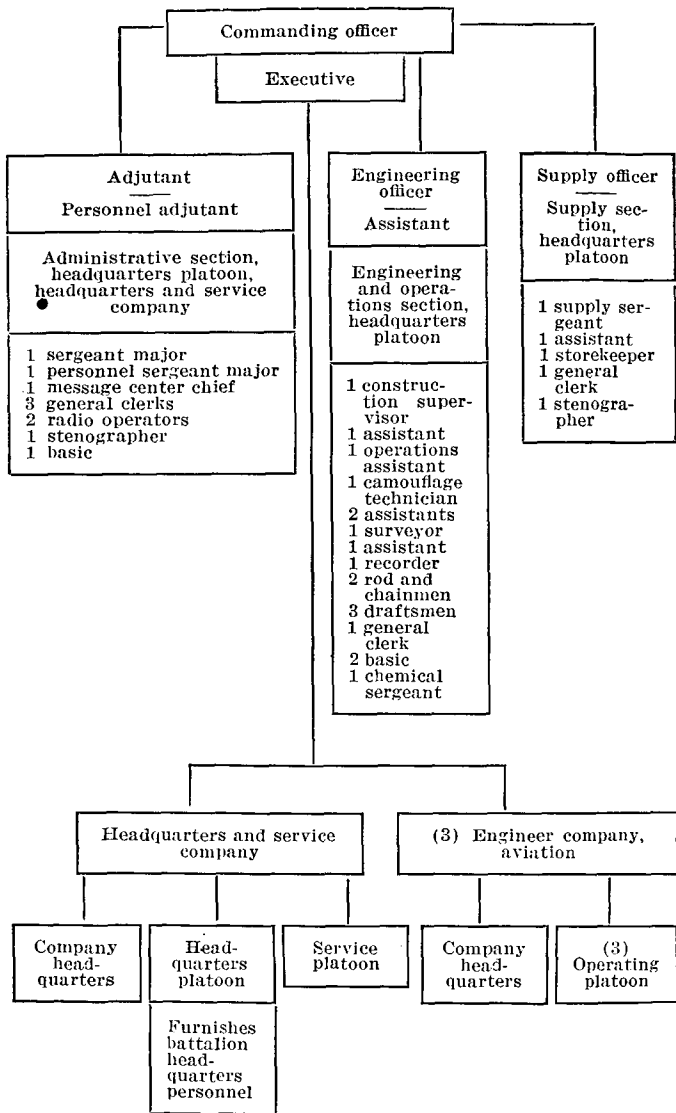 Commanding officer
Executive
Adjutant
Personnel adjutant
Administrative section,
headquarters platoon,
headquarters and service
company
1 sergeant major
1 personnel sergeant major
1 message center chief
3 general clerks
2 radio operators
1 stenographer
1 basic
Engineering
officer
Assistant
Engineering
and opera-
tions section,
headquarters
platoon
1 construc-
tion super-
visor
1 assistant
1 operations
assistant
1 camouflage
technician
2 assistants
1 surveyor
1 assistant
1 recorder
2 rod and
chainmen
3 draftsmen
1 general
clerk
2 basic
1 chemical
sergeant
Supply officer
Supply sec-
tion,
headquarters
platoon
1 supply ser-
geant
1 assistant
1 storekeeper
1 general
clerk
1 stenogra-
pher
Headquarters and service
company
(3) Engineer company,
aviation
Company
head-
quarters
Head-
quarters
platoon
Furnishes
battalion
head-
quarters
personnel
Service
platoon
Company
head-
quarters
(3)
Operating
platoon